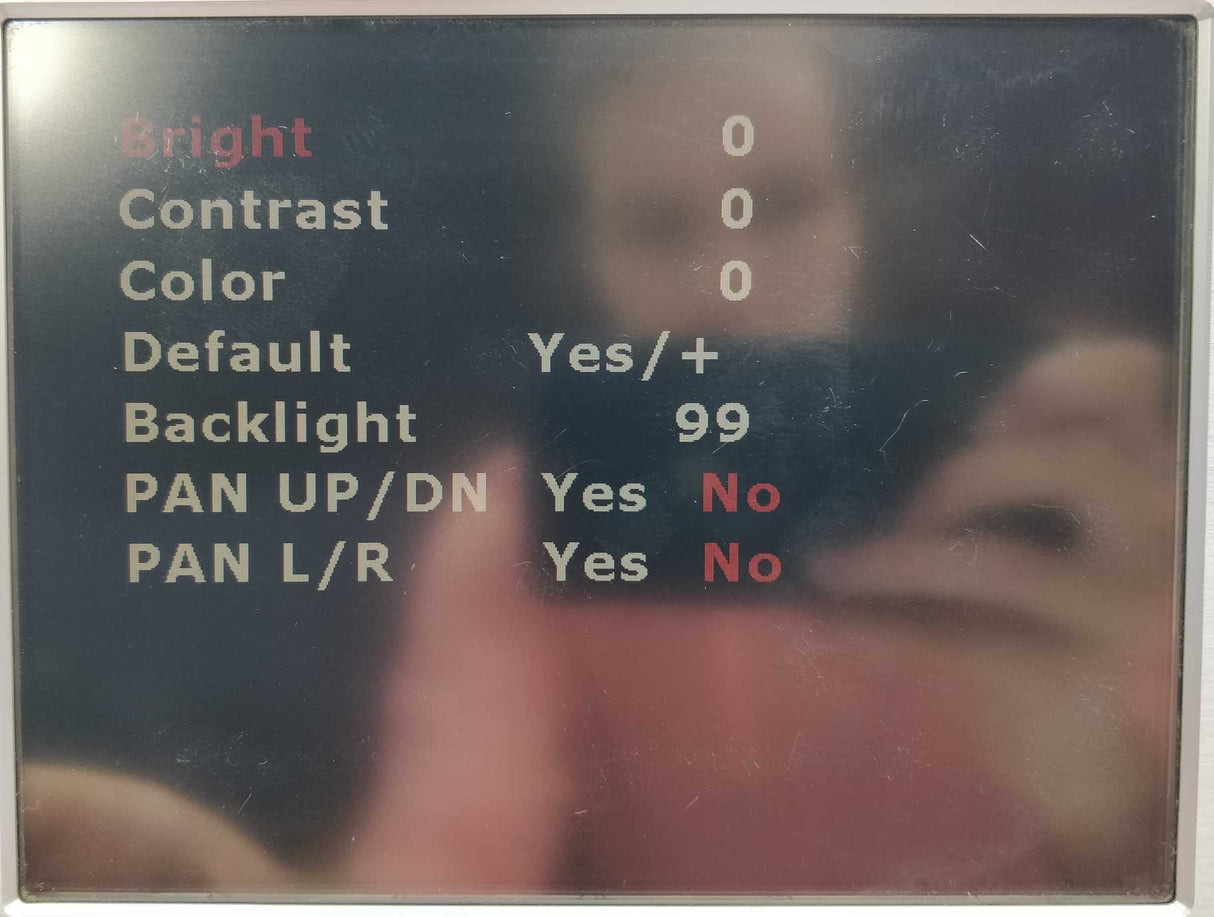 Bright 0
Contrast 0
Color 0
Default Yes/+
Backlight 99
PAN UP/DN Yes No
PAN L/R Yes No